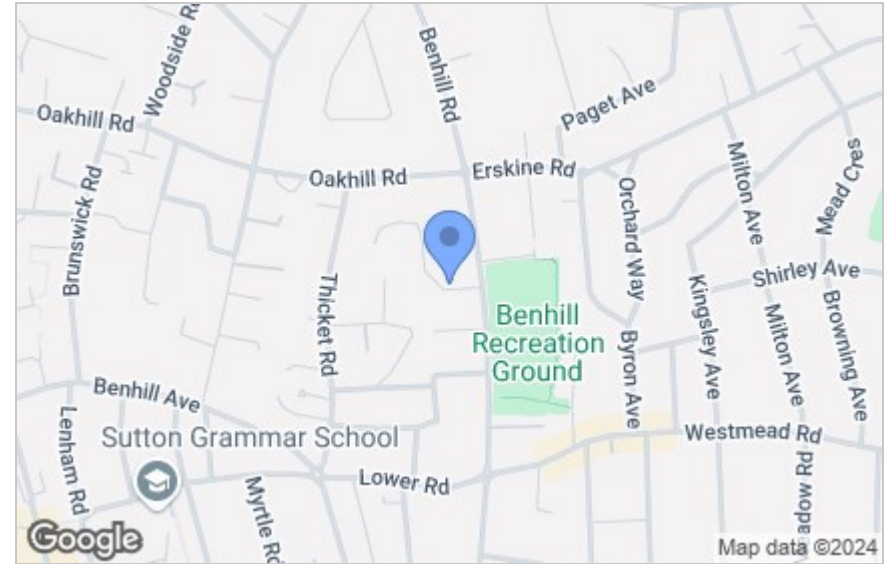 Woodside Rd
Benhill Rd
Oakhill Rd
Paget Ave
Oakhill Rd
Erskine Rd
Milton Ave
Mead Cres
Orchard Way
Brunswick Rd
Thicket Rd
Shirley Ave
Benhill
Recreation
Ground
Kingsley Ave
Milton Ave
Browning Ave
Byron Ave
Benhill Ave
Lenham Rd
Sutton Grammar School
Westmead Rd
Lower Rd
Myrtle Rd
eadow Rd
Google
Map data ©2024